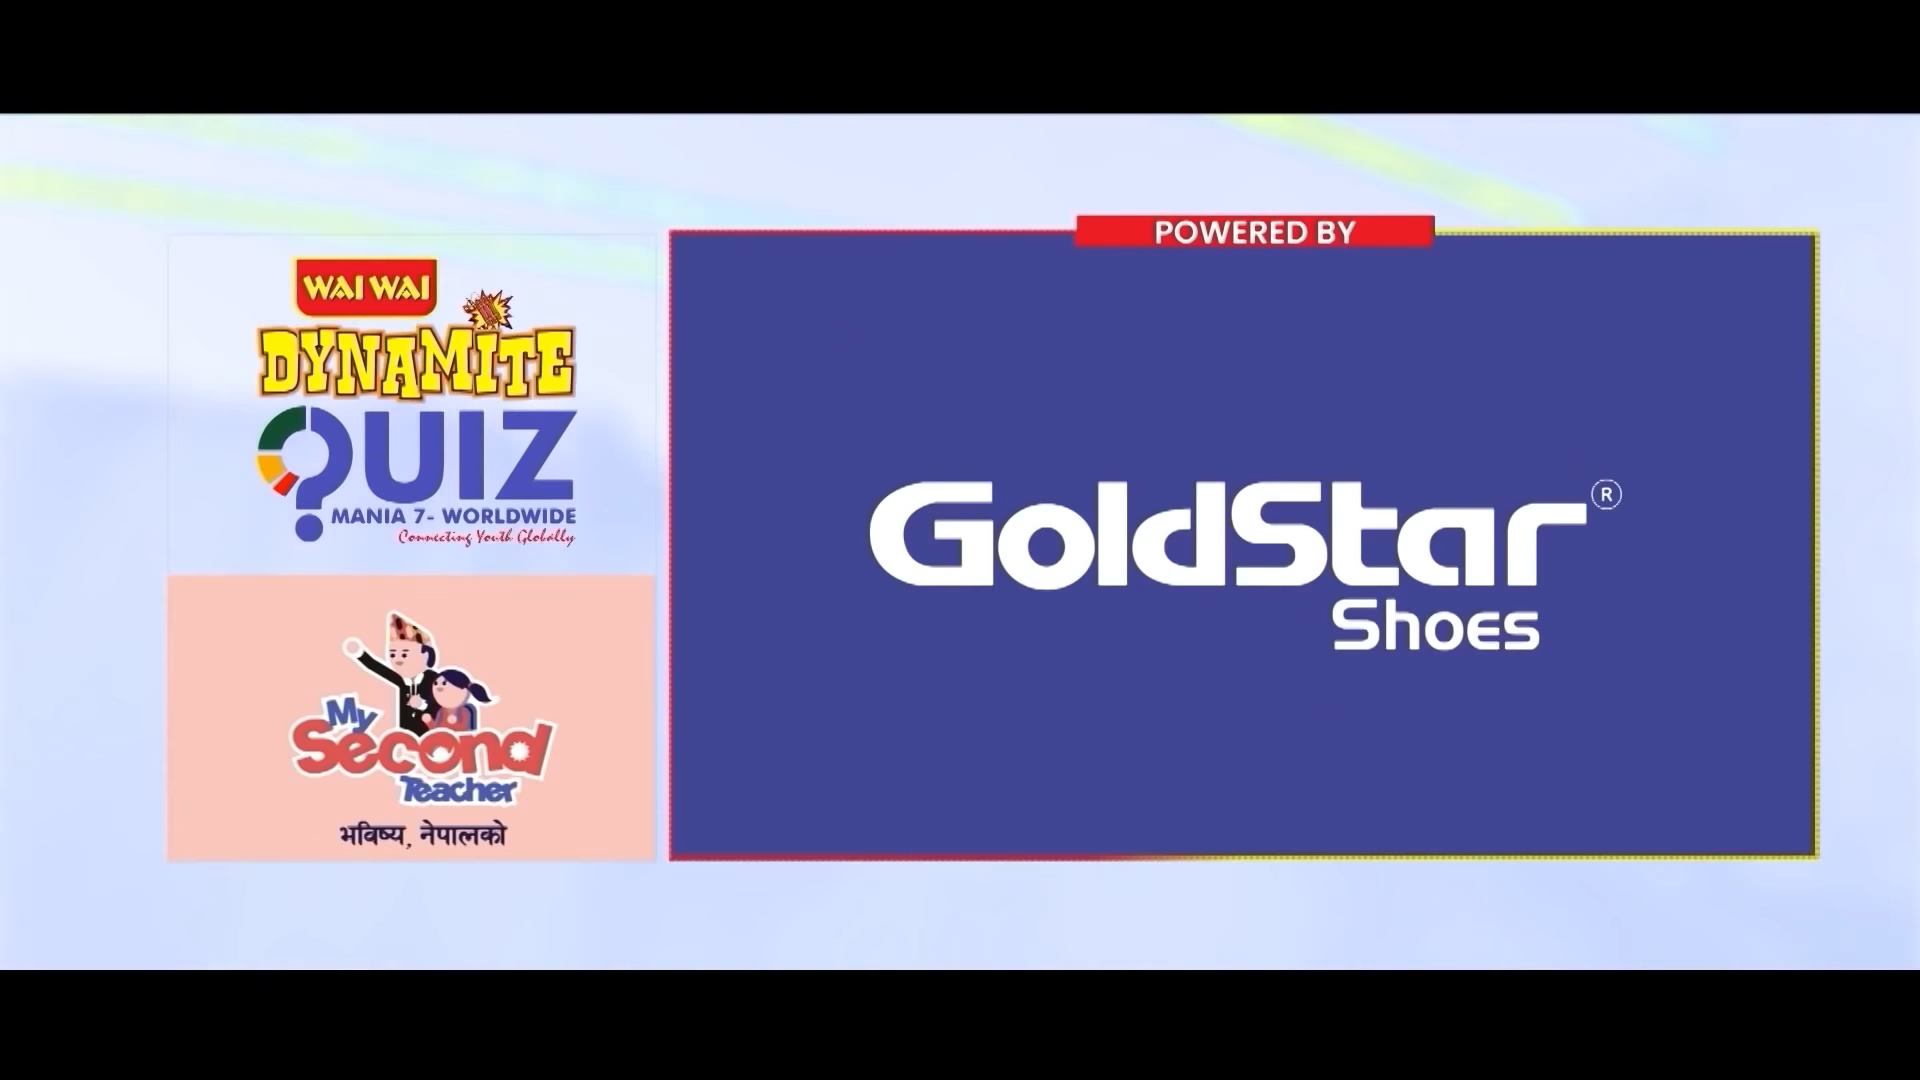 WAI WAI
DYNAMITE
QUIZ
MANIA 7- WORLDWIDE
Connecting Youth Globally
My
Second
Teacher
भविष्य, नेपालको
POWERED BY
GoldStar®
Shoes